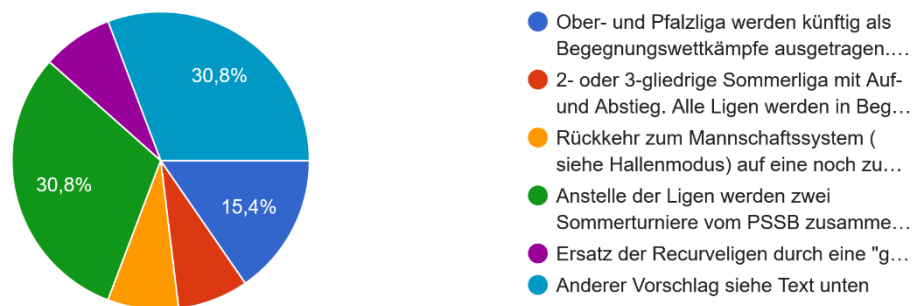 30,8%
30,8%
15,4%
Ober- und Pfalzliga werden künftig als
Begegnungswettkämpfe ausgetragen.…
2- oder 3-gliedrige Sommerliga mit Auf-
und Abstieg. Alle Ligen werden in Beg…
Rückkehr zum Mannschaftssystem (
siehe Hallenmodus) auf eine noch zu…
Anstelle der Ligen werden zwei
Sommerturniere vom PSSB zusamme…
Ersatz der Recurveligen durch eine "g…
Anderer Vorschlag siehe Text unten